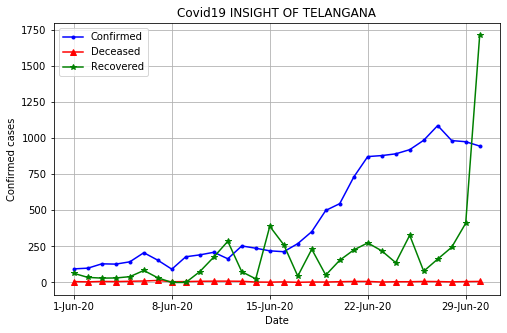 Covid19 INSIGHT OF TELANGANA
Confirmed
Deceased
Recovered
Confirmed cases
1750
1500
1250
1000
750
500
250
0
1-Jun-20 8-Jun-20 15-Jun-20 22-Jun-20 29-Jun-20
Date